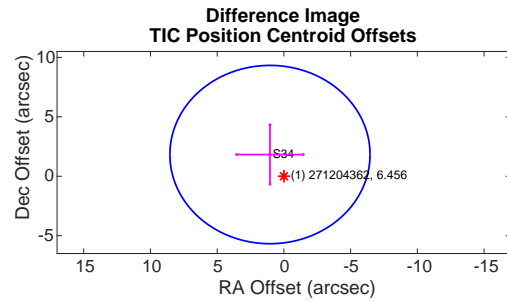 Difference Image
TIC Position Centroid Offsets
Dec Offset (arcsec)
10
5
0
-5
S34
(1) 271204362, 6.456
15
10
5
0
-5
-10
-15
RA Offset (arcsec)